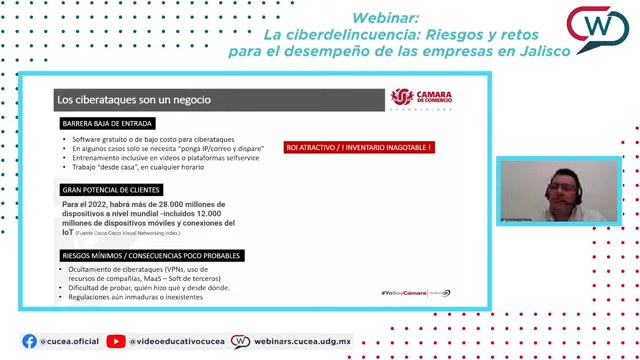 Webinar:
La ciberdelincuencia: Riesgos y retos
para el desempeño de las empresas en Jalisco
W
Los ciberataques son un negocio
CAMARA
DE COMERCIO
BARRERA BAJA DE ENTRADA
• Software gratuito o de bajo costo para ciberataques
• En algunos casos solo se necesita “ponga IP/correo y dispare”
• Entrenamiento inclusive en videos o plataformas selfservice
• Trabajo “desde casa”, en cualquier horario
ROI ATRACTIVO / ! INVENTARIO INAGOTABLE !
GRAN POTENCIAL DE CLIENTES
Para el 2022, habrá más de 28.000 millones de
dispositivos a nivel mundial -incluidos 12.000
millones de dispositivos móviles y conexiones del
IoT (Fuente Cisco Cisco Visual Networking Index.)
RIESGOS MÍNIMOS / CONSECUENCIAS POCO PROBABLES
• Ocultamiento de ciberataques (VPNs, uso de
recursos de compañías, MaaS – Soft de terceros)
• Dificultad de probar, quién hizo qué y desde dónde.
• Regulaciones aún inmaduras o inexistentes
#YoSoyCámara
@cucea.oficial
@videoeducativocucea
W
webinars.cucea.udg.mx